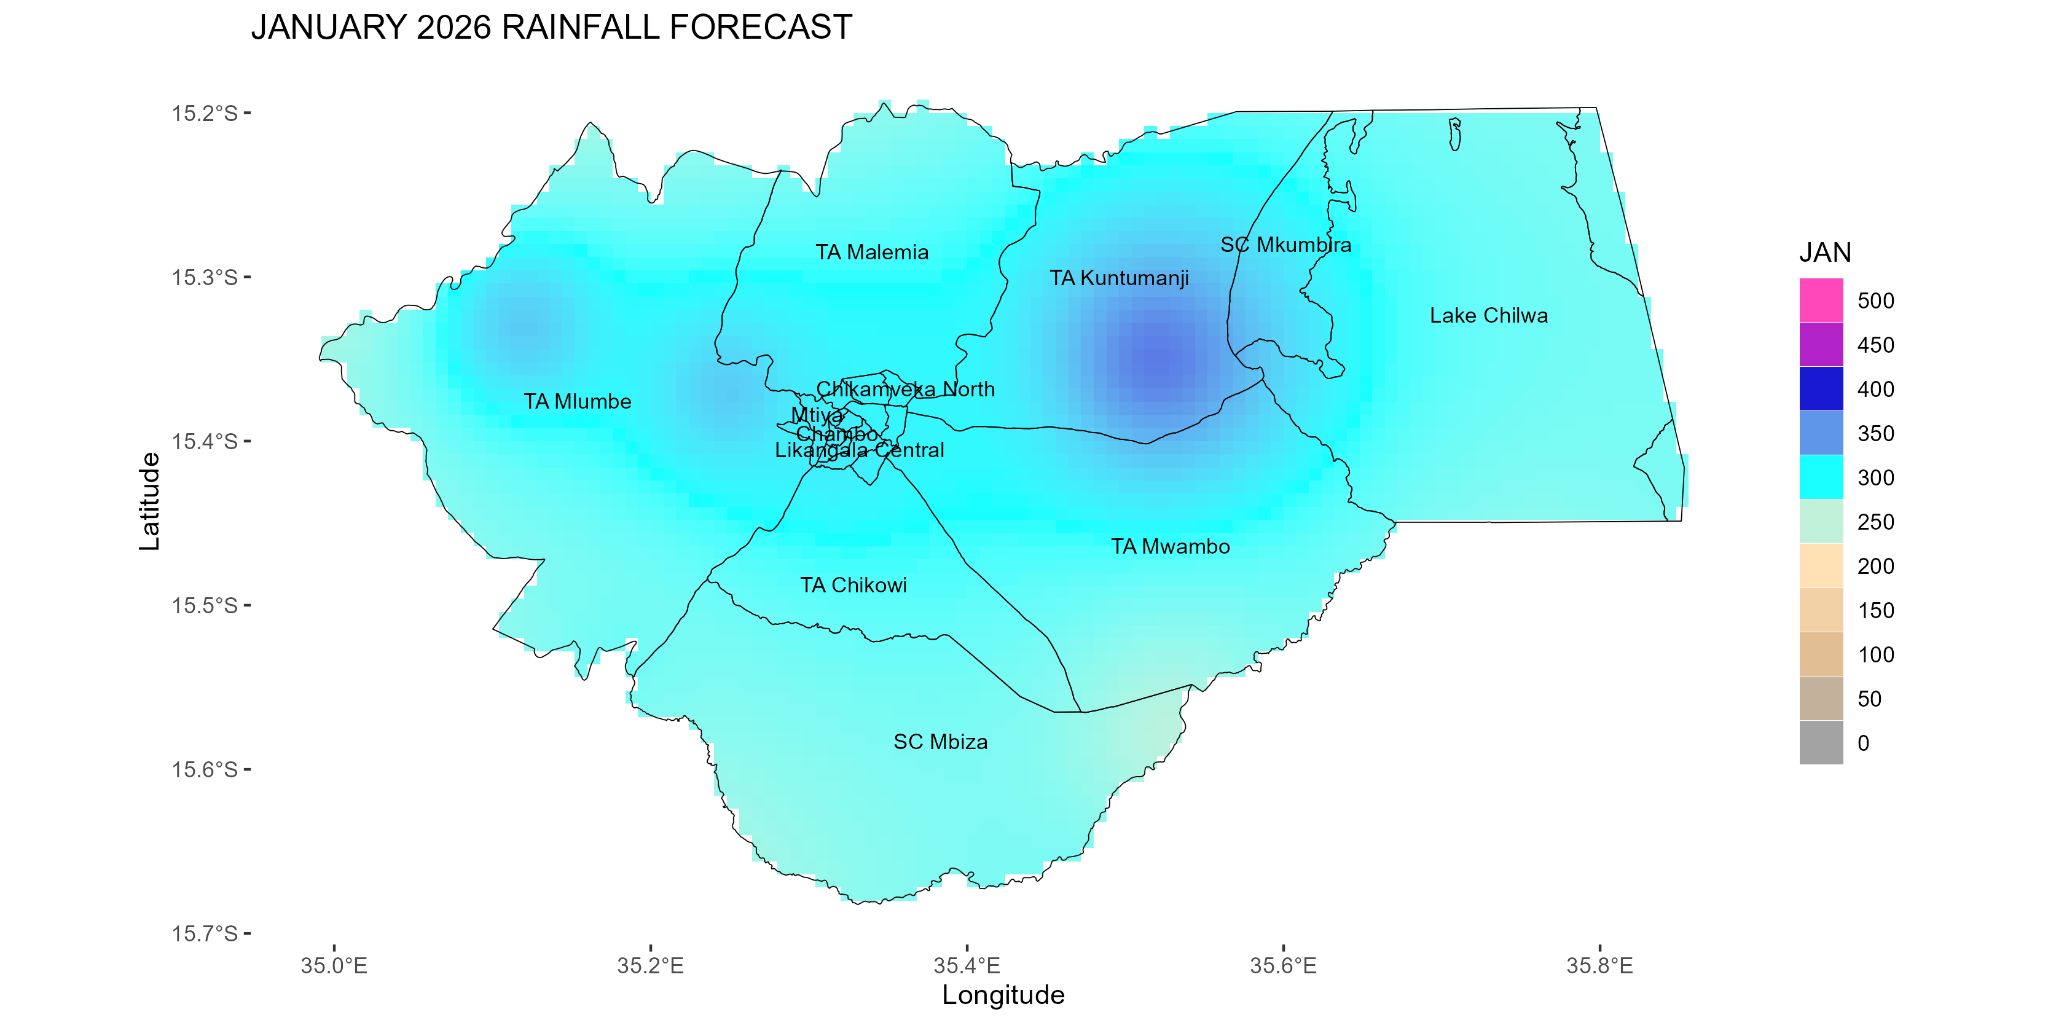 JANUARY 2026 RAINFALL FORECAST
15.2°S
15.3°S
15.4°S
15.5°S
15.6°S
15.7°S
Latitude
TA Malemia
SC Mkumbira
TA Kuntumanji
Lake Chilwa
Chikamveka North
TA Mlumbe
Mtiya
Chambo
Likangala Central
TA Mwambo
TA Chikowi
SC Mbiza
35.0°E
35.2°E
35.4°E
35.6°E
35.8°E
Longitude
JAN
500
450
400
350
300
250
200
150
100
50
0